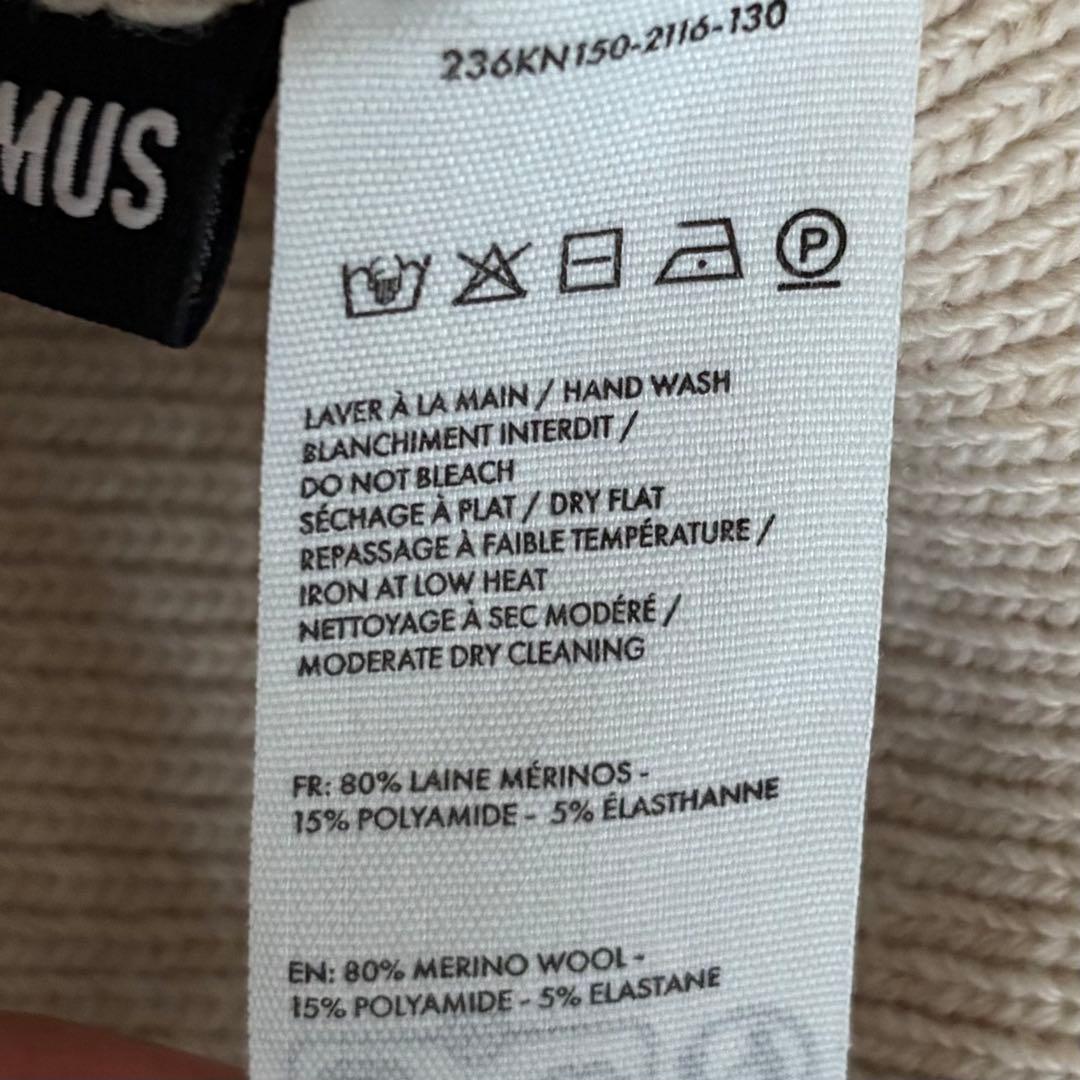 236KN150-2116-130
MUS
P
LAVER À LA MAIN / HAND WASH
BLANCHIMENT INTERDIT /
DO NOT BLEACH
SÉCHAGE À PLAT / DRY FLAT
REPASSAGE À FAIBLE TEMPÉRATURE /
IRON AT LOW HEAT
NETTOYAGE À SEC MODÉRÉ /
MODERATE DRY CLEANING
FR: 80% LAINE MÉRINOS -
15% POLYAMIDE - 5% ÉLASTHANNE
EN: 80% MERINO WOOL -
15% POLYAMIDE - 5% ELASTANE